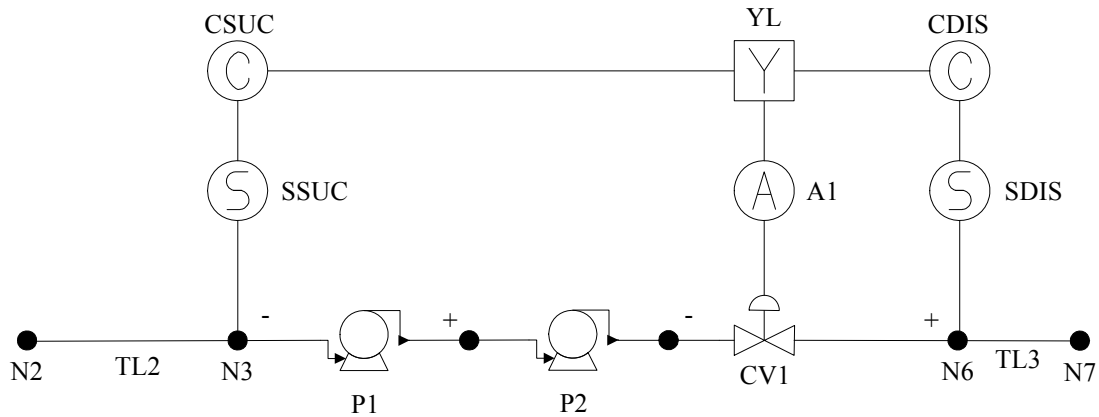 CSUC
YL
CDIS
C
Y
C
S
SSUC
A
A1
S
SDIS
-
+
-
+
N2
TL2
N3
P1
P2
CV1
N6
TL3
N7